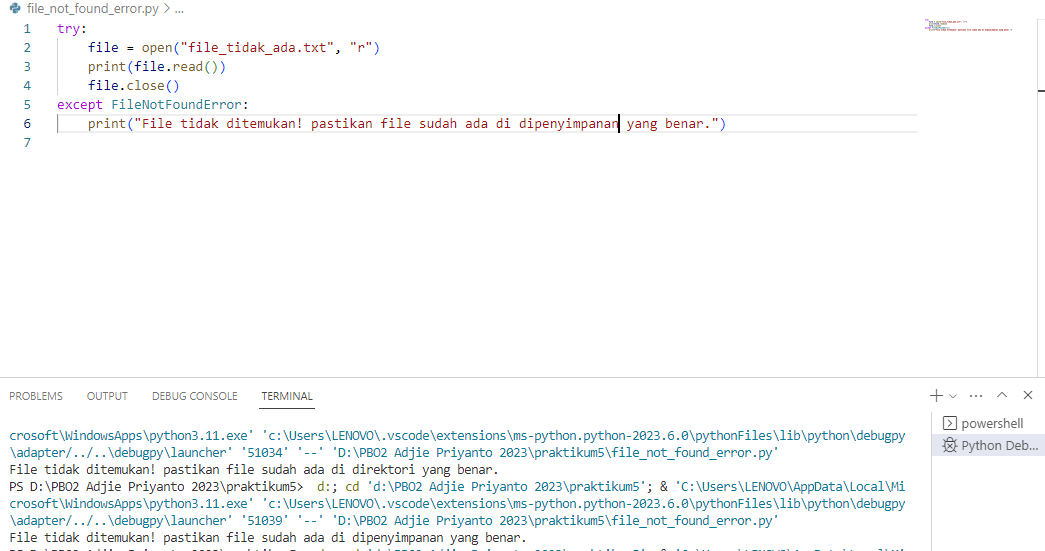 file_not_found_error.py > ...
1 try:
2 file = open("file_tidak_ada.txt", "r")
3 print(file.read())
4 file.close()
5 except FileNotFoundError:
6 print("File tidak ditemukan! pastikan file sudah ada di dipenyimpanan yang benar.")
7
PROBLEMS OUTPUT DEBUG CONSOLE TERMINAL
powershell
Python Deb...
crosoft\WindowsApps\python3.11.exe' 'c:\Users\LENOVO\.vscode\extensions\ms-python.python-2023.6.0\pythonFiles\lib\python\debugpy
\adapter/../..\debugpy\launcher' '51034' '--' 'D:\PBO2 Adjie Priyanto 2023\praktikum5\file_not_found_error.py'
File tidak ditemukan! pastikan file sudah ada di direktori yang benar.
PS D:\PBO2 Adjie Priyanto 2023\praktikum5> d:; cd 'd:\PBO2 Adjie Priyanto 2023\praktikum5'; & 'C:\Users\LENOVO\AppData\Local\Mi
crosoft\WindowsApps\python3.11.exe' 'c:\Users\LENOVO\.vscode\extensions\ms-python.python-2023.6.0\pythonFiles\lib\python\debugpy
\adapter/../..\debugpy\launcher' '51039' '--' 'D:\PBO2 Adjie Priyanto 2023\praktikum5\file_not_found_error.py'
File tidak ditemukan! pastikan file sudah ada di dipenyimpanan yang benar.